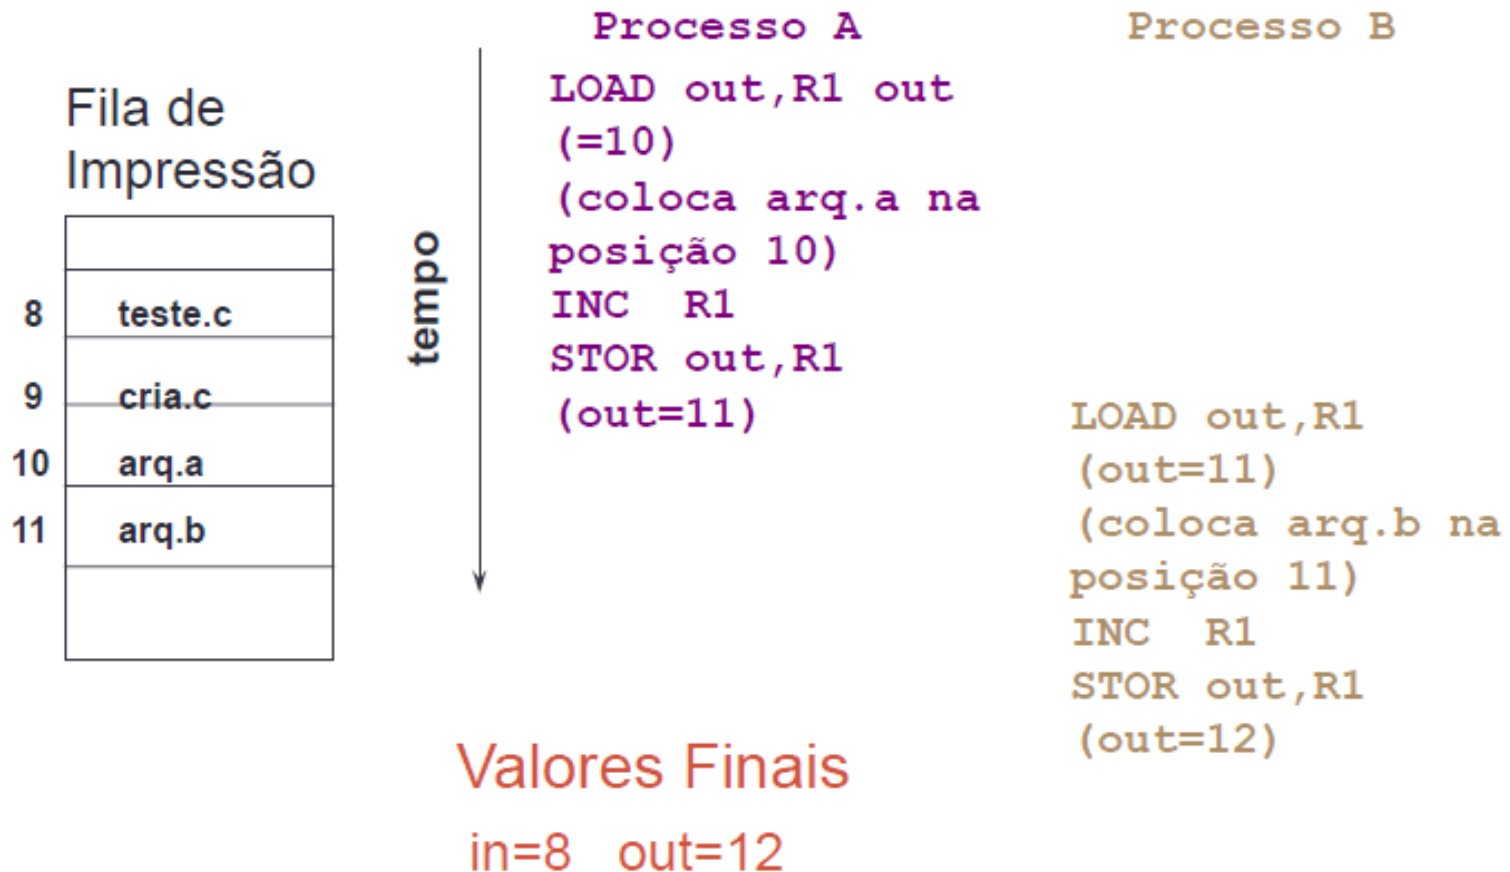 Processo A
Processo B
Fila de
Impressão
8 teste.c
9 cria.c
10 arq.a
11 arq.b
tempo
LOAD out,R1 out
(=10)
(coloca arq.a na
posição 10)
INC R1
STOR out,R1
(out=11)
LOAD out,R1
(out=11)
(coloca arq.b na
posição 11)
INC R1
STOR out,R1
(out=12)
Valores Finais
in=8 out=12